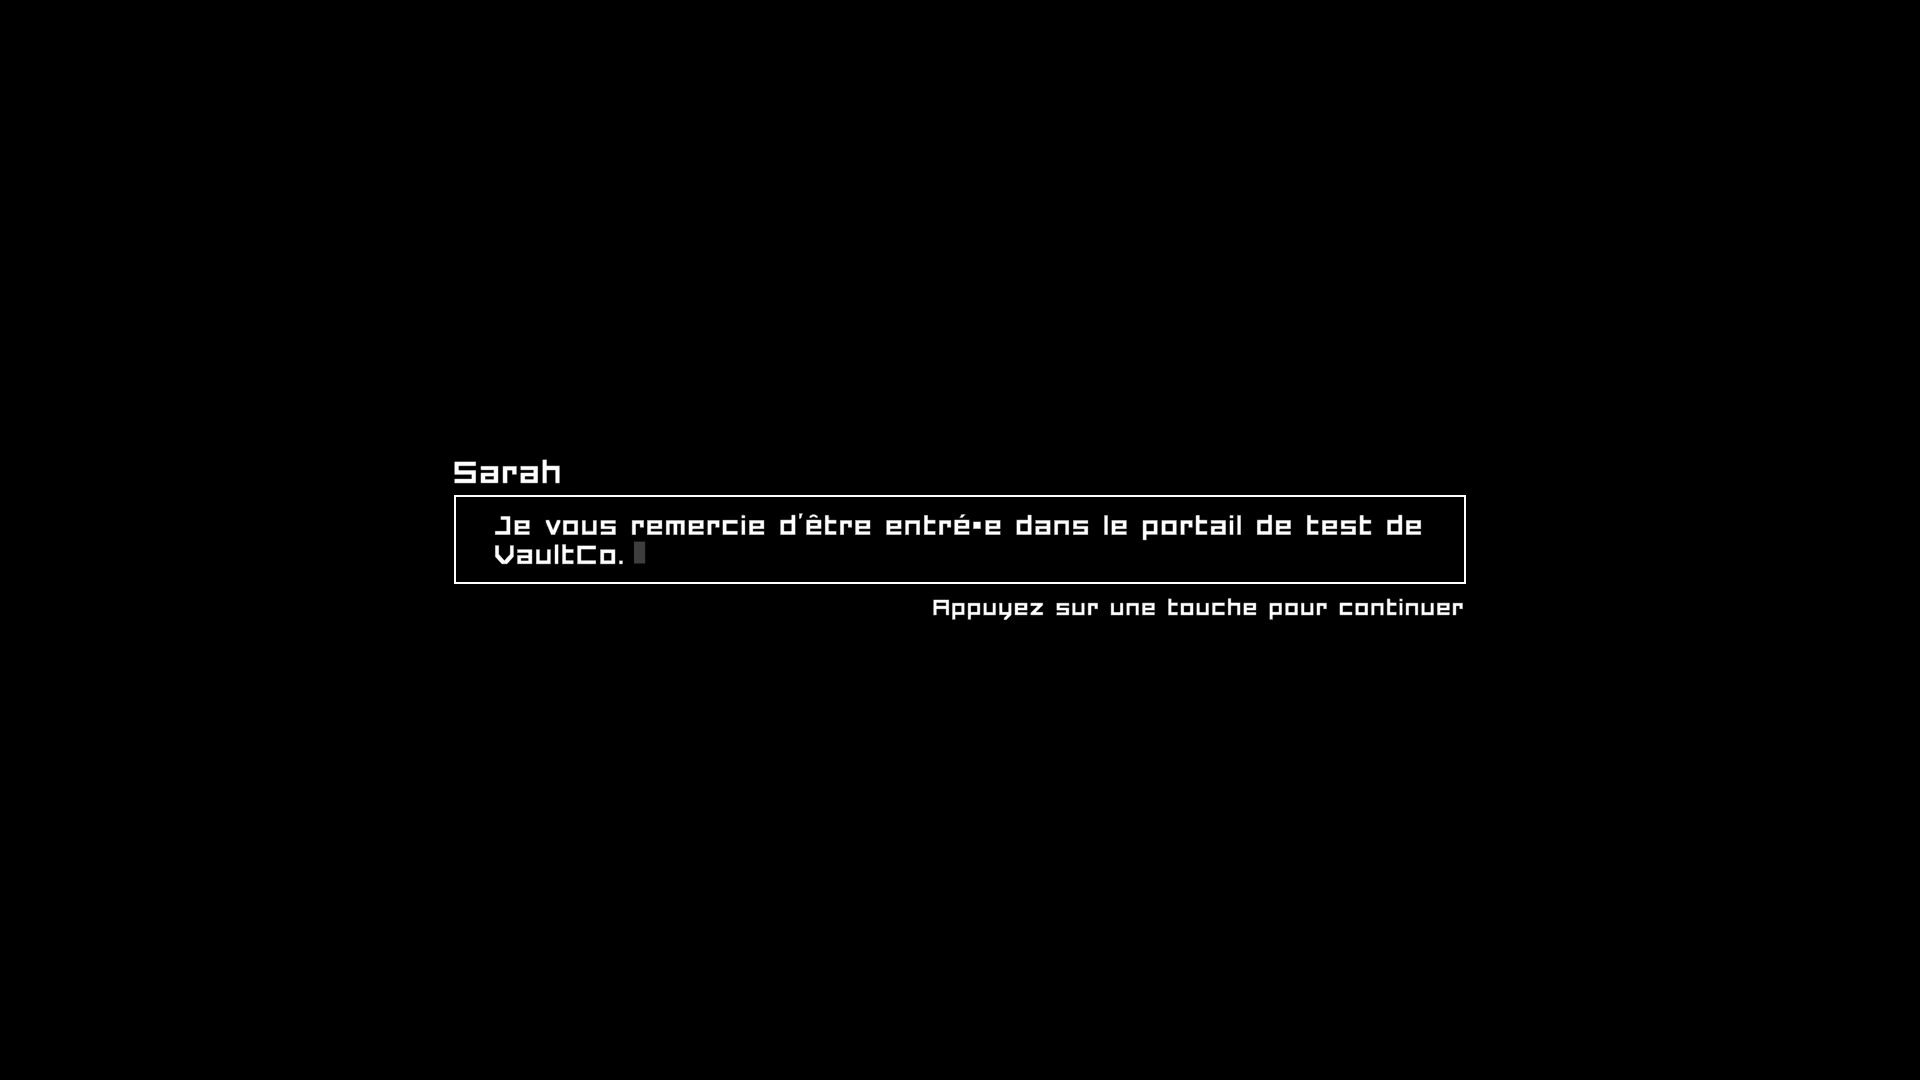 Sarah
Je vous remercie d'être entré•e dans le portail de test de
VaultCo.
Appuyez sur une touche pour continuer